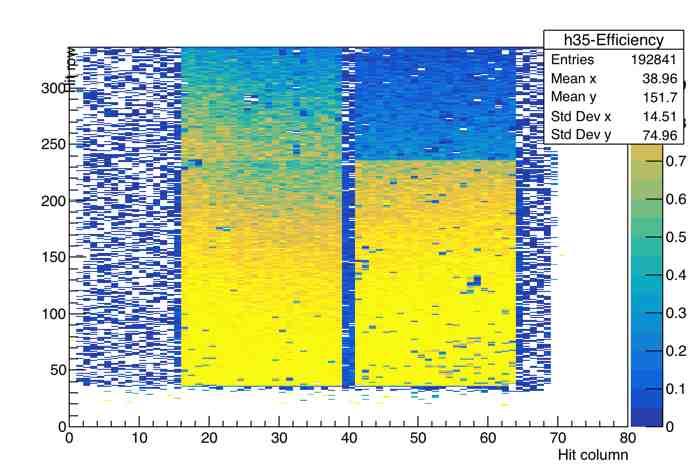 h35-Efficiency
Entries 192841
Mean x 38.96
Mean y 151.7
Std Dev x 14.51
Std Dev y 74.96
300
250
200
150
100
50
0
0 10 20 30 40 50 60 70 80
Hit column
0.7
0.6
0.5
0.4
0.3
0.2
0.1
0